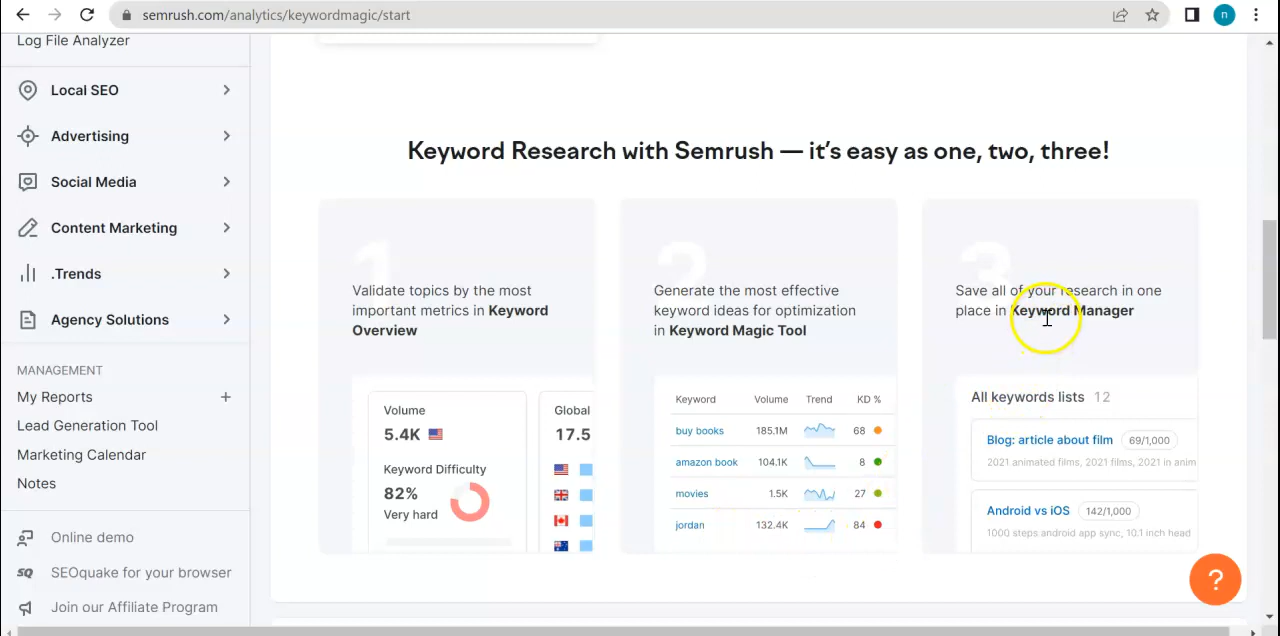 semrush.com/analytics/keywordmagic/start
n
Log File Analyzer
Local SEO
Advertising
Social Media
Content Marketing
.Trends
Agency Solutions
MANAGEMENT
My Reports
Lead Generation Tool
Marketing Calendar
Notes
Online demo
SQ SEOquake for your browser
Join our Affiliate Program
Keyword Research with Semrush — it's easy as one, two, three!
1
Validate topics by the most
important metrics in Keyword
Overview
Volume
5.4K
Keyword Difficulty
82%
Very hard
Global
17.5
2
Generate the most effective
keyword ideas for optimization
in Keyword Magic Tool
Keyword Volume Trend KD %
buy books 185.1M 68
amazon book 104.1K 8
movies 1.5K 27
jordan 132.4K 84
3
Save all of your research in one
place in Keyword Manager
All keywords lists 12
Blog: article about film 69/1,000
2021 animated films, 2021 films, 2021 in anim
Android vs iOS 142/1,000
1000 steps android app sync, 10.1 inch head
?